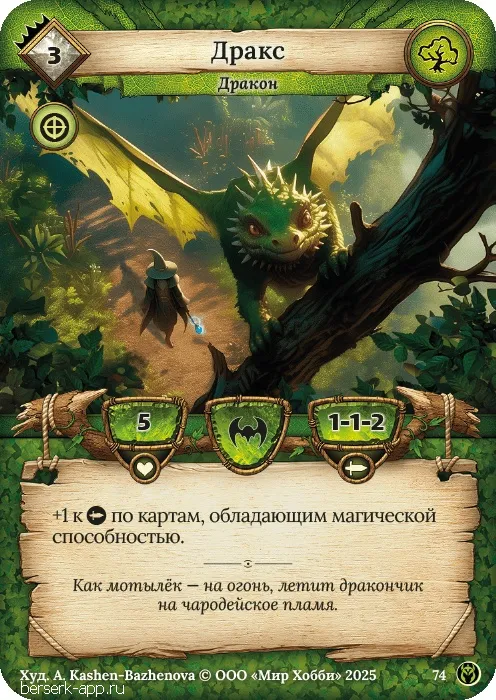 3
Дракс
Дракон
5
1-1-2
+1 к по картам, обладающим магической
способностью.
Как мотылёк — на огонь, летит дракончик
на чародейское пламя.
Худ. А. Kashen-Bazhenova © ООО «Мир Хобби» 2025
74
berserk-app.ru